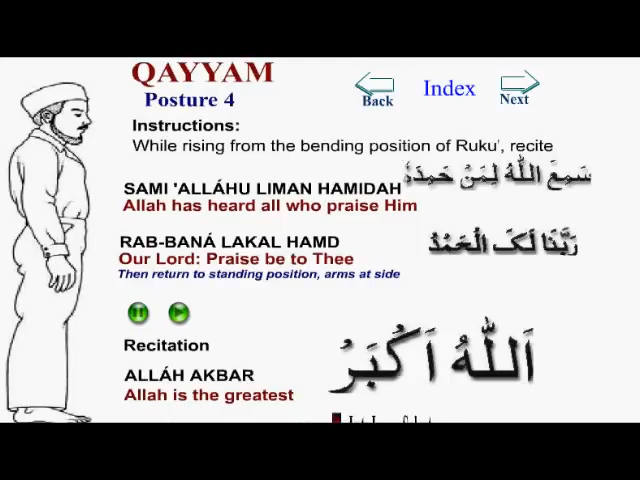 QAYYAM
Posture 4
Back
Index
Next
Instructions:
While rising from the bending position of Ruku', recite
SAMI 'ALLÁHU LIMAN HAMIDAH
سَمِعَ اللّٰهُ لِمَنْ حَمِدَهٗ
Allah has heard all who praise Him
RAB-BANÁ LAKAL HAMD
رَبَّنَا لَکَ الْحَمْدُ
Our Lord: Praise be to Thee
Then return to standing position, arms at side
Recitation
ALLÁH AKBAR
اَللّٰهُ اَکْبَرُ
Allah is the greatest